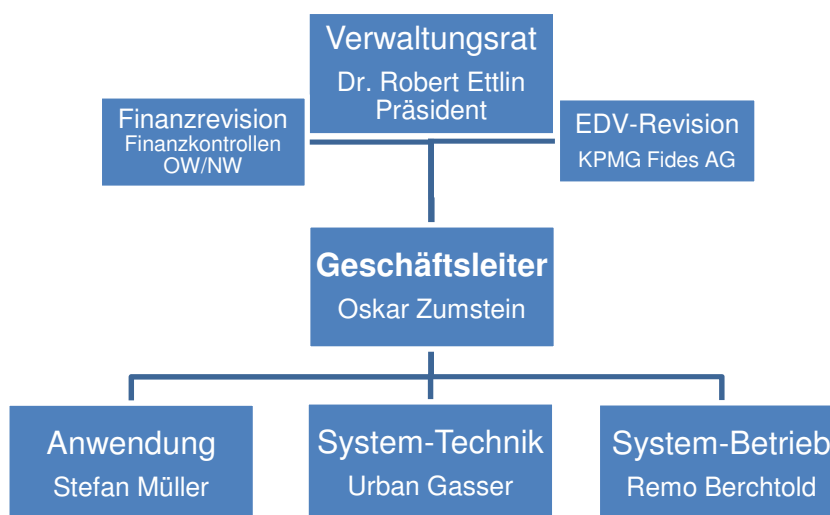 Verwaltungsrat
Dr. Robert Ettlin
Präsident
Finanzrevision
Finanzkontrollen
OW/NW
EDV-Revision
KPMG Fides AG
Geschäftsleiter
Oskar Zumstein
Anwendung
Stefan Müller
System-Technik
Urban Gasser
System-Betrieb
Remo Berchtold